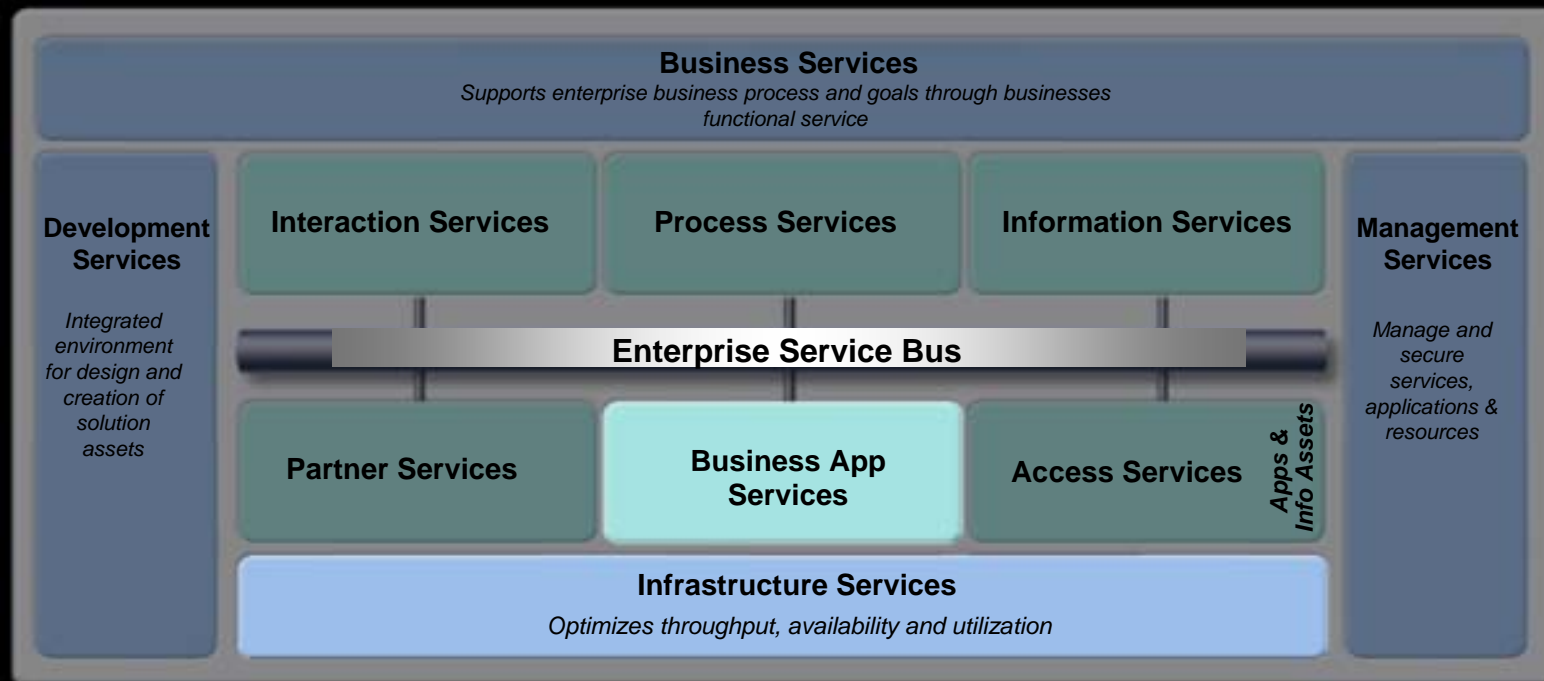 Business Services
Supports enterprise business process and goals through businesses
functional service
Development
Services
Integrated
environment
for design and
creation of
solution
assets
Interaction Services
Process Services
Information Services
Management
Services
Manage and
secure
services,
applications &
resources
Enterprise Service Bus
Partner Services
Business App
Services
Access Services
Apps &
Info Assets
Infrastructure Services
Optimizes throughput, availability and utilization